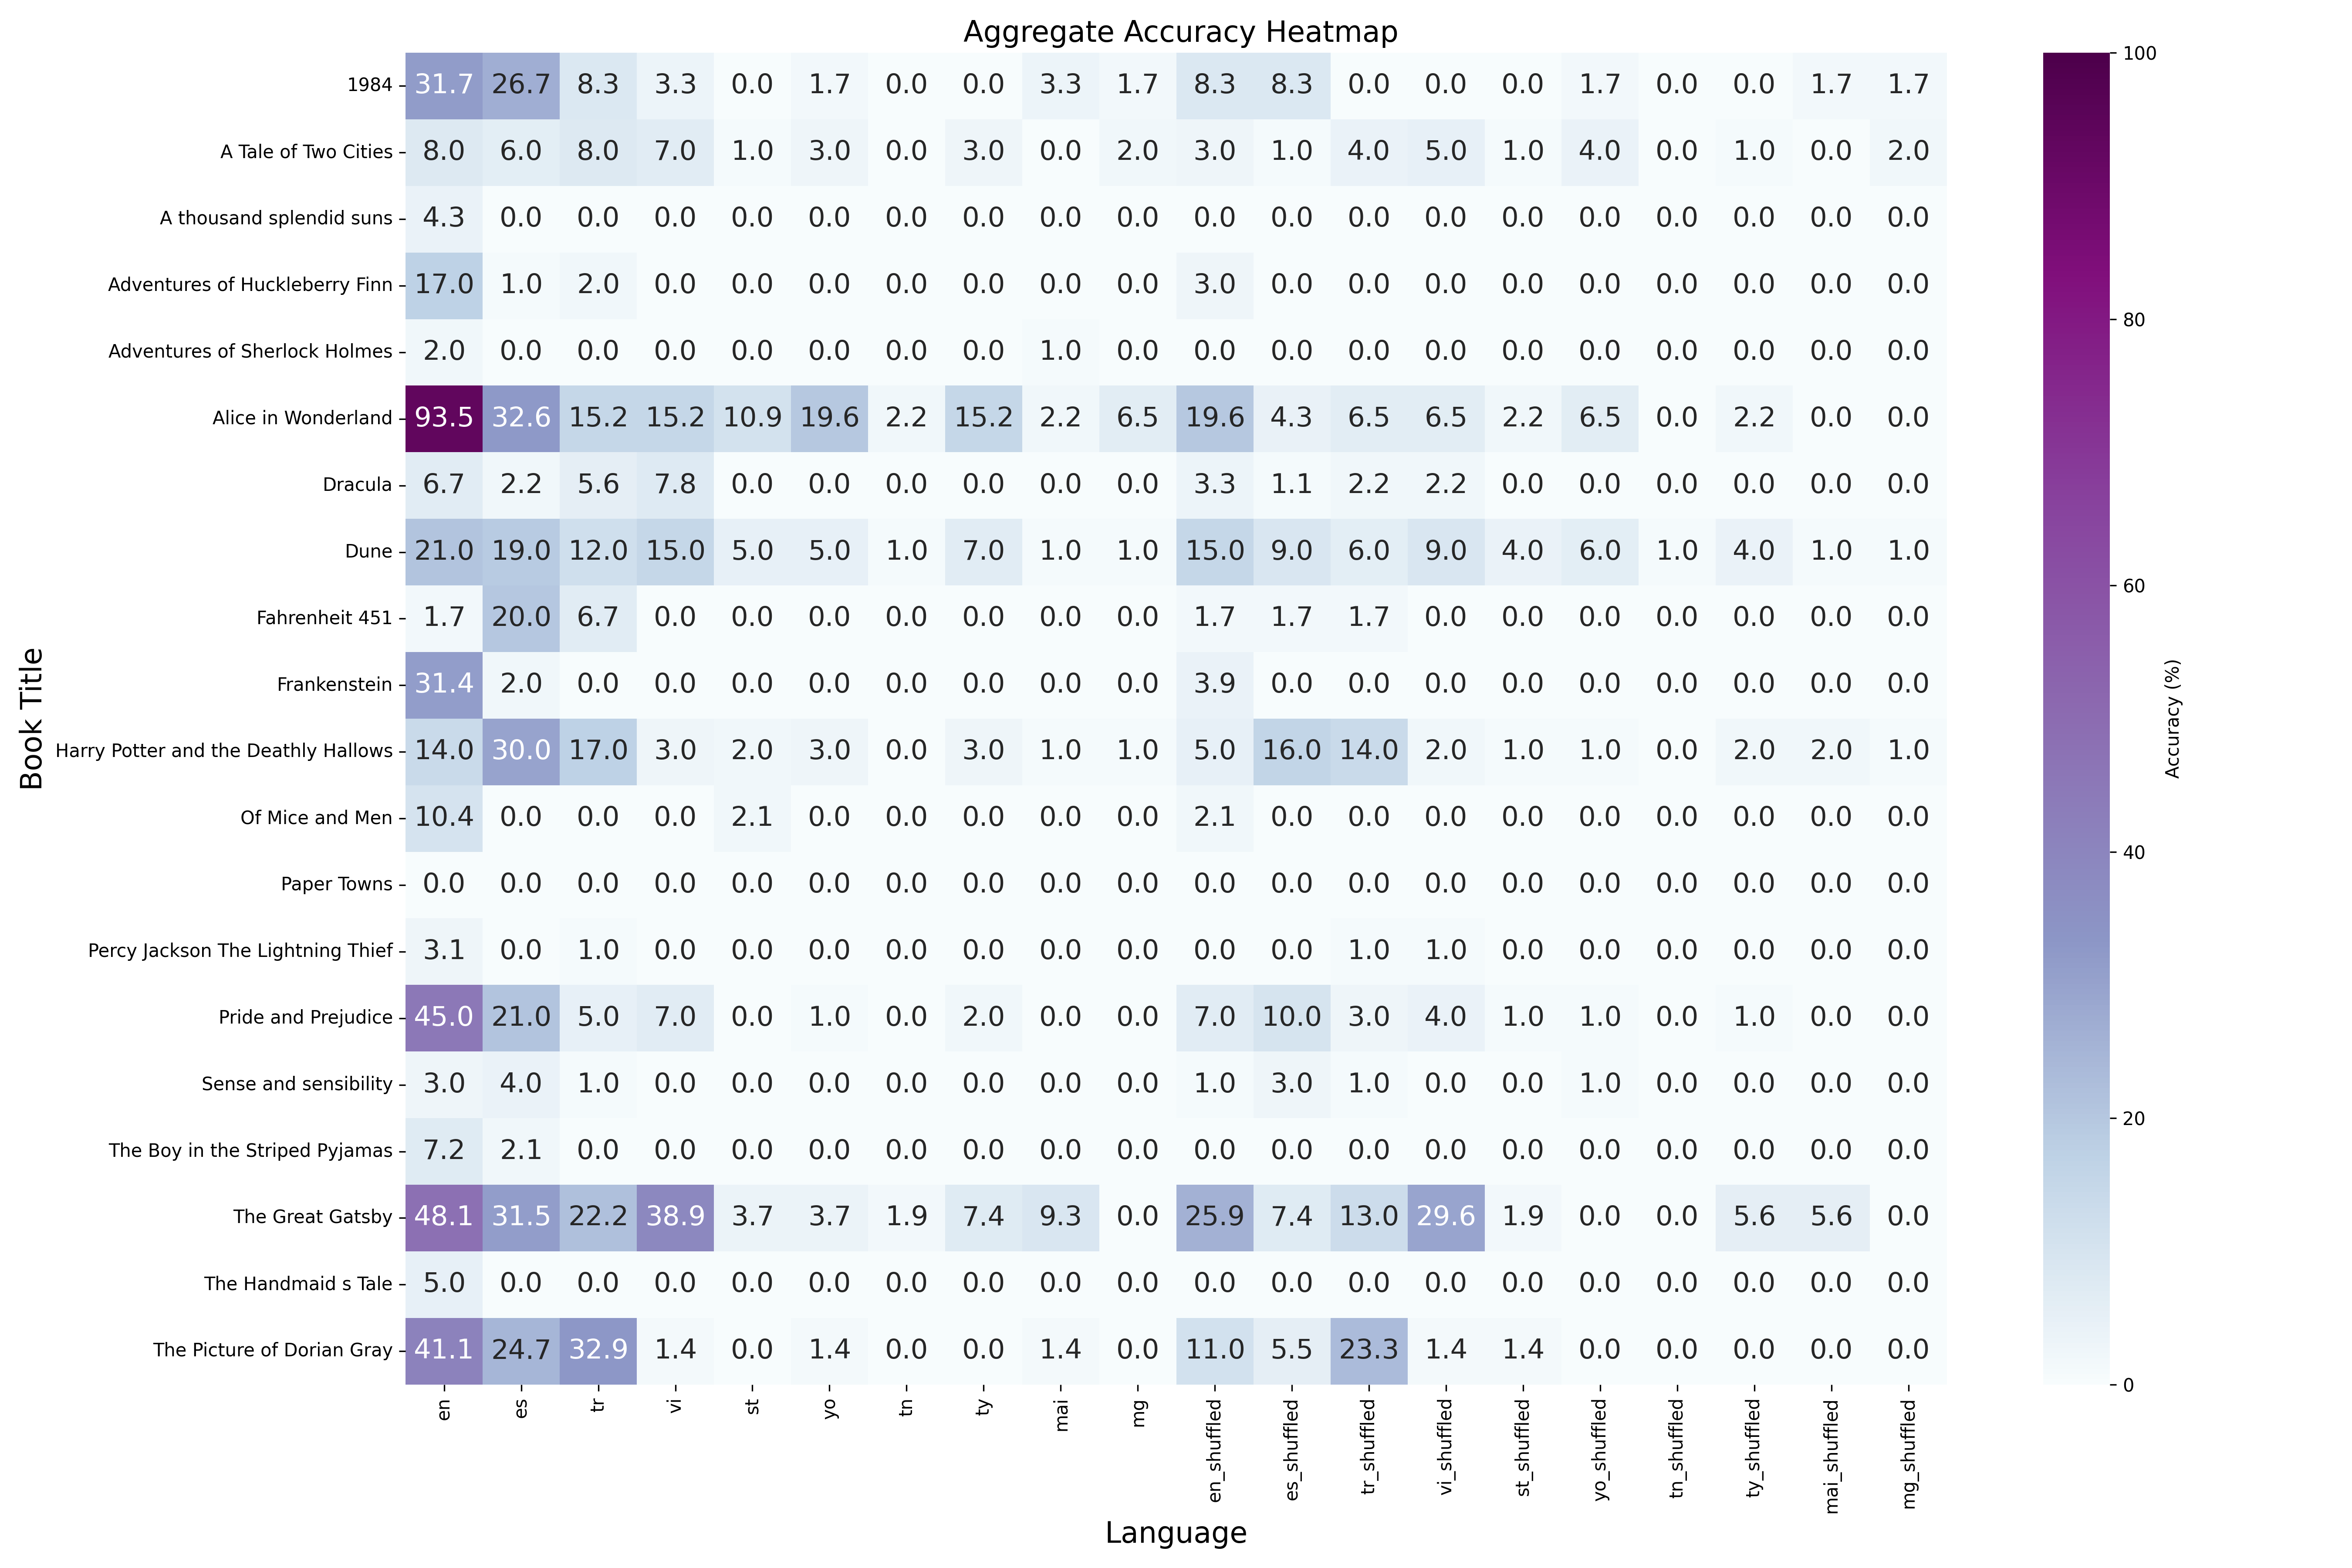 Aggregate Accuracy Heatmap
Book Title
1984 31.7 26.7 8.3 3.3 0.0 1.7 0.0 0.0 3.3 1.7 8.3 8.3 0.0 0.0 0.0 1.7 0.0 0.0 1.7 1.7
A Tale of Two Cities 8.0 6.0 8.0 7.0 1.0 3.0 0.0 3.0 0.0 2.0 3.0 1.0 4.0 5.0 1.0 4.0 0.0 1.0 0.0 2.0
A thousand splendid suns 4.3 0.0 0.0 0.0 0.0 0.0 0.0 0.0 0.0 0.0 0.0 0.0 0.0 0.0 0.0 0.0 0.0 0.0 0.0 0.0
Adventures of Huckleberry Finn 17.0 1.0 2.0 0.0 0.0 0.0 0.0 0.0 0.0 0.0 3.0 0.0 0.0 0.0 0.0 0.0 0.0 0.0 0.0 0.0
Adventures of Sherlock Holmes 2.0 0.0 0.0 0.0 0.0 0.0 0.0 0.0 1.0 0.0 0.0 0.0 0.0 0.0 0.0 0.0 0.0 0.0 0.0 0.0
Alice in Wonderland 93.5 32.6 15.2 15.2 10.9 19.6 2.2 15.2 2.2 6.5 19.6 4.3 6.5 6.5 2.2 6.5 0.0 2.2 0.0 0.0
Dracula 6.7 2.2 5.6 7.8 0.0 0.0 0.0 0.0 0.0 0.0 3.3 1.1 2.2 2.2 0.0 0.0 0.0 0.0 0.0 0.0
Dune 21.0 19.0 12.0 15.0 5.0 5.0 1.0 7.0 1.0 1.0 15.0 9.0 6.0 9.0 4.0 6.0 1.0 4.0 1.0 1.0
Fahrenheit 451 1.7 20.0 6.7 0.0 0.0 0.0 0.0 0.0 0.0 0.0 1.7 1.7 1.7 0.0 0.0 0.0 0.0 0.0 0.0 0.0
Frankenstein 31.4 2.0 0.0 0.0 0.0 0.0 0.0 0.0 0.0 0.0 3.9 0.0 0.0 0.0 0.0 0.0 0.0 0.0 0.0 0.0
Harry Potter and the Deathly Hallows 14.0 30.0 17.0 3.0 2.0 3.0 0.0 3.0 1.0 1.0 5.0 16.0 14.0 2.0 1.0 1.0 0.0 2.0 2.0 1.0
Of Mice and Men 10.4 0.0 0.0 0.0 2.1 0.0 0.0 0.0 0.0 0.0 2.1 0.0 0.0 0.0 0.0 0.0 0.0 0.0 0.0 0.0
Paper Towns 0.0 0.0 0.0 0.0 0.0 0.0 0.0 0.0 0.0 0.0 0.0 0.0 0.0 0.0 0.0 0.0 0.0 0.0 0.0 0.0
Percy Jackson The Lightning Thief 3.1 0.0 1.0 0.0 0.0 0.0 0.0 0.0 0.0 0.0 0.0 0.0 1.0 1.0 0.0 0.0 0.0 0.0 0.0 0.0
Pride and Prejudice 45.0 21.0 5.0 7.0 0.0 1.0 0.0 2.0 0.0 0.0 7.0 10.0 3.0 4.0 1.0 1.0 0.0 1.0 0.0 0.0
Sense and sensibility 3.0 4.0 1.0 0.0 0.0 0.0 0.0 0.0 0.0 0.0 1.0 3.0 1.0 0.0 0.0 1.0 0.0 0.0 0.0 0.0
The Boy in the Striped Pyjamas 7.2 2.1 0.0 0.0 0.0 0.0 0.0 0.0 0.0 0.0 0.0 0.0 0.0 0.0 0.0 0.0 0.0 0.0 0.0 0.0
The Great Gatsby 48.1 31.5 22.2 38.9 3.7 3.7 1.9 7.4 9.3 0.0 25.9 7.4 13.0 29.6 1.9 0.0 0.0 5.6 5.6 0.0
The Handmaid s Tale 5.0 0.0 0.0 0.0 0.0 0.0 0.0 0.0 0.0 0.0 0.0 0.0 0.0 0.0 0.0 0.0 0.0 0.0 0.0 0.0
The Picture of Dorian Gray 41.1 24.7 32.9 1.4 0.0 1.4 0.0 0.0 1.4 0.0 11.0 5.5 23.3 1.4 1.4 0.0 0.0 0.0 0.0 0.0
en es tr vi st yo tn ty mai mg en_shuffled es_shuffled tr_shuffled vi_shuffled st_shuffled yo_shuffled tn_shuffled ty_shuffled mai_shuffled mg_shuffled
Language
100
80
60
40
20
0
Accuracy (%)